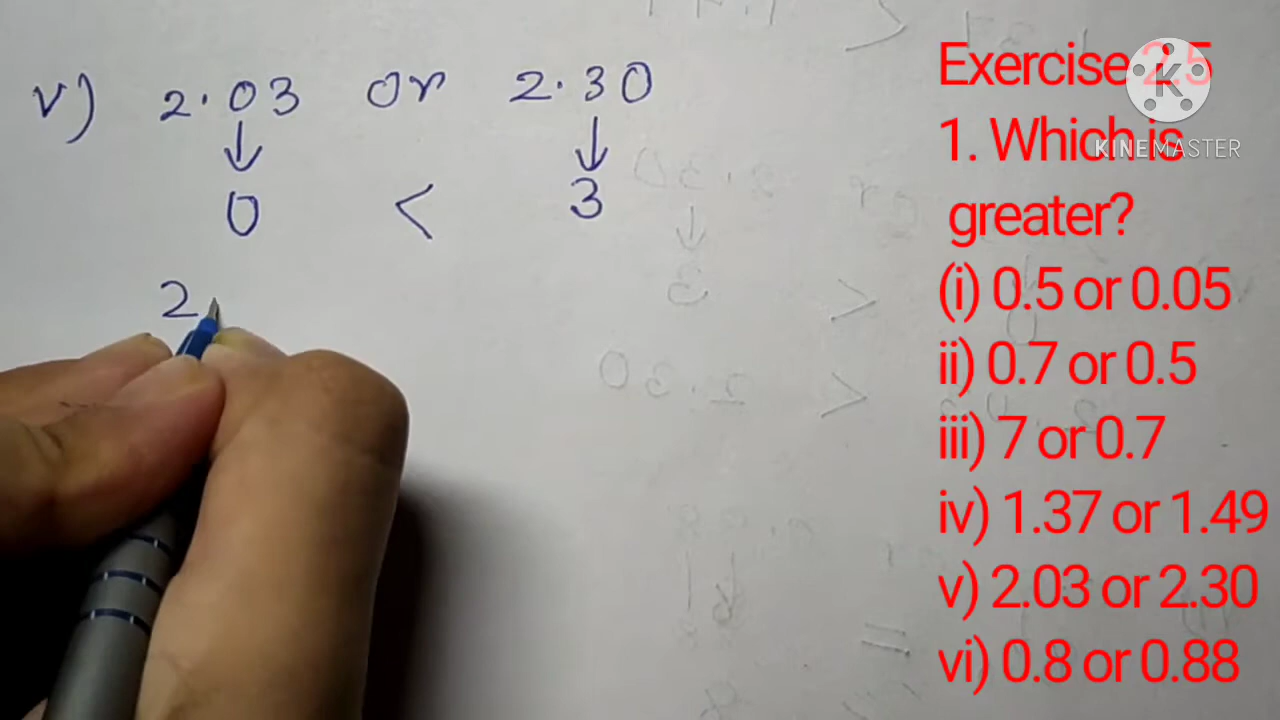 v) 2.03 or 2.30
↓ ↓
0 < 3
2
Exercise 2.5
1. Which is
greater?
(i) 0.5 or 0.05
ii) 0.7 or 0.5
iii) 7 or 0.7
iv) 1.37 or 1.49
v) 2.03 or 2.30
vi) 0.8 or 0.88
K
KINEMASTER